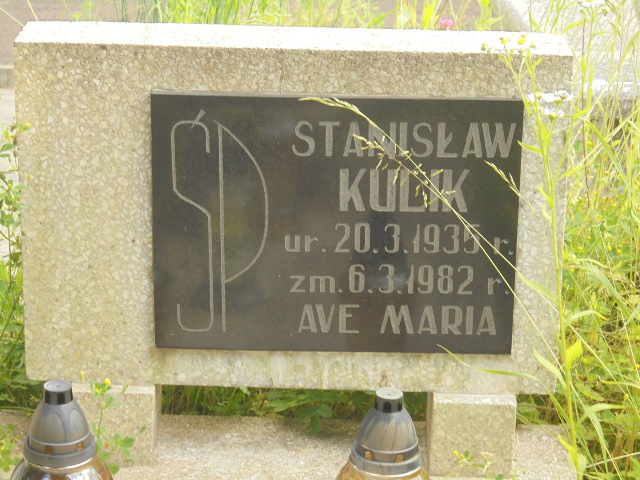 ŚP
STANISŁAW
KULIK
ur. 20.3.1935 r.
zm. 6.3.1982 r.
AVE MARIA